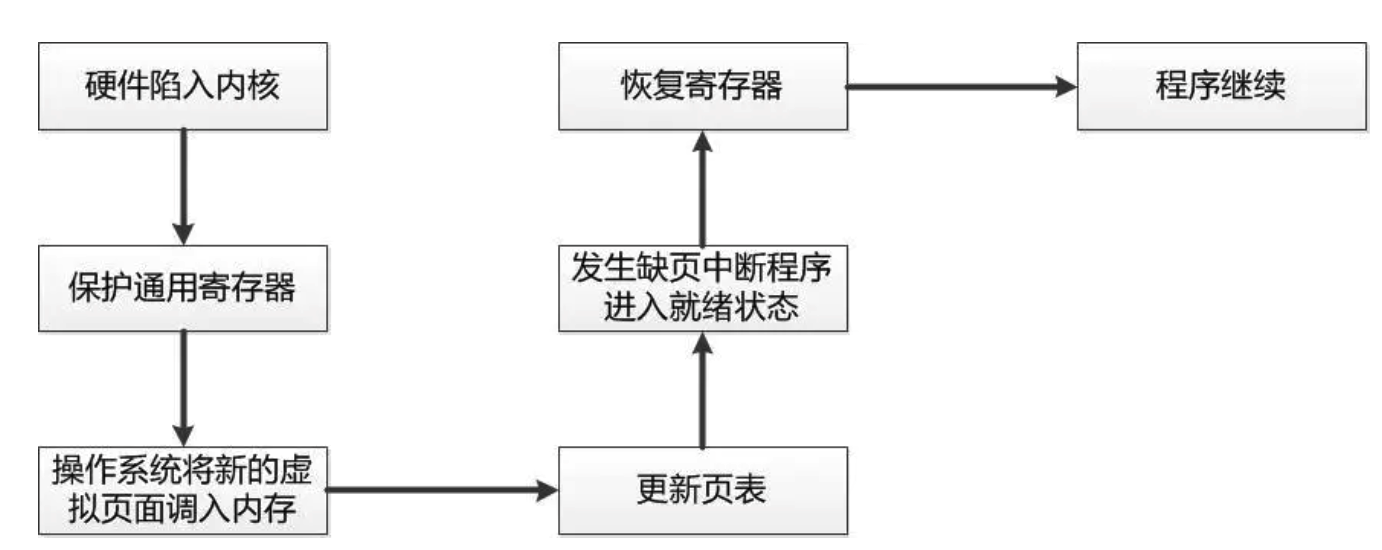 硬件陷入内核
保护通用寄存器
操作系统将新的虚
拟页面调入内存
更新页表
发生缺页中断程序
进入就绪状态
恢复寄存器
程序继续